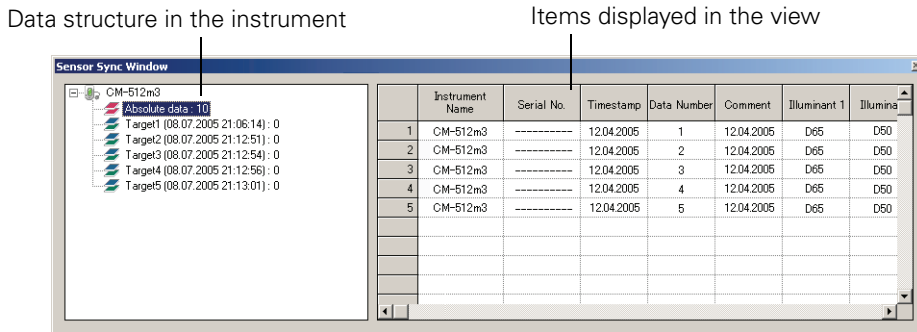 Data structure in the instrument
Items displayed in the view
Sensor Sync Window
CM-512m3
Absolute data : 10
Target1 (08.07.2005 21:06:14) : 0
Target2 (08.07.2005 21:12:51) : 0
Target3 (08.07.2005 21:12:54) : 0
Target4 (08.07.2005 21:12:56) : 0
Target5 (08.07.2005 21:13:01) : 0
Instrument Name Serial No. Timestamp Data Number Comment Illuminant 1 Illumina
1 CM-512m3 ---------- 12.04.2005 1 12.04.2005 D65 D50
2 CM-512m3 ---------- 12.04.2005 2 12.04.2005 D65 D50
3 CM-512m3 ---------- 12.04.2005 3 12.04.2005 D65 D50
4 CM-512m3 ---------- 12.04.2005 4 12.04.2005 D65 D50
5 CM-512m3 ---------- 12.04.2005 5 12.04.2005 D65 D50